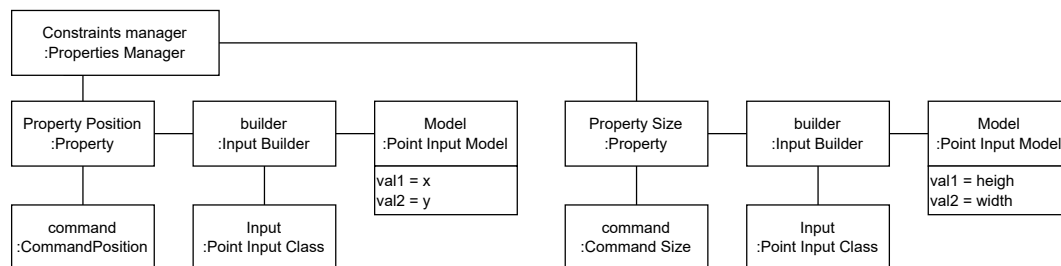 Constraints manager
:Properties Manager
Property Position
:Property
builder
:Input Builder
Model
:Point Input Model
val1 = x
val2 = y
command
:CommandPosition
Input
:Point Input Class
Property Size
:Property
builder
:Input Builder
Model
:Point Input Model
val1 = heigh
val2 = width
command
:Command Size
Input
:Point Input Class